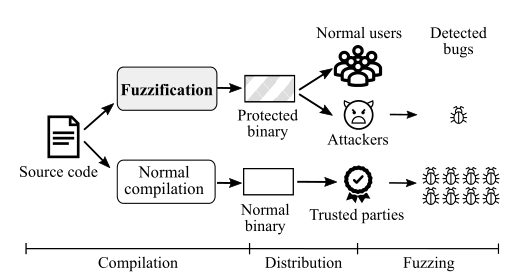 Normal users
Detected
bugs
Fuzzification
Protected
binary
Attackers
Source code
Normal
compilation
Normal
binary
Trusted parties
Compilation
Distribution
Fuzzing